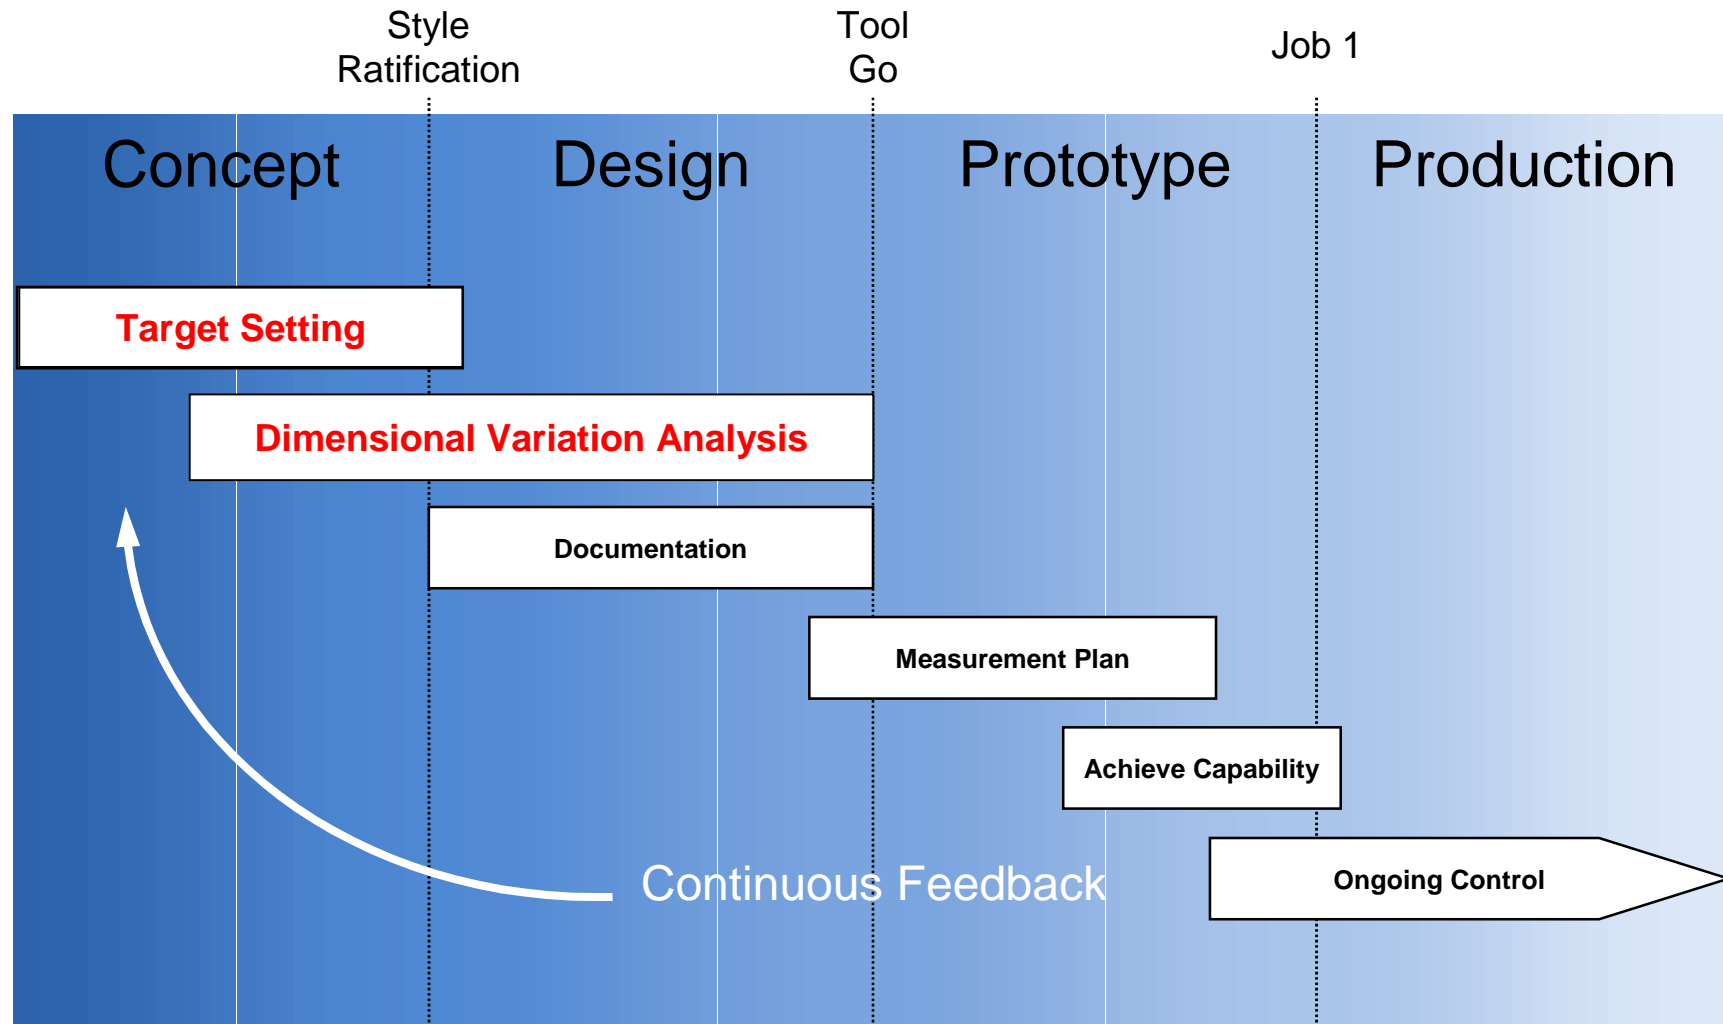 Style
Ratification
Tool
Go
Job 1
Concept
Design
Prototype
Production
Target Setting
Dimensional Variation Analysis
Documentation
Measurement Plan
Achieve Capability
Continuous Feedback
Ongoing Control